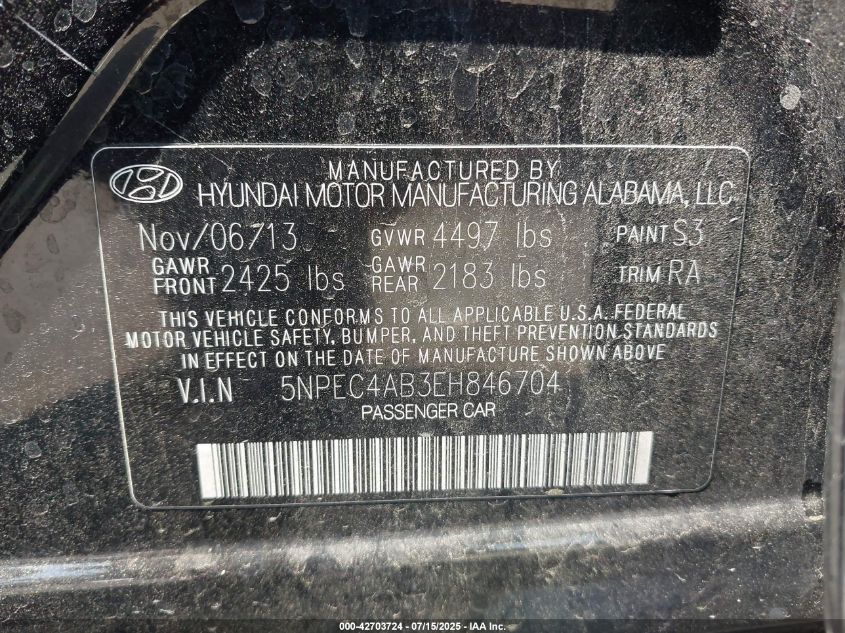 MANUFACTURED BY
HYUNDAI MOTOR MANUFACTURING ALABAMA, LLC
Nov/06/13 GVWR 4497 lbs PAINT S3
GAWR FRONT 2425 lbs GAWR REAR 2183 lbs TRIM RA
THIS VEHICLE CONFORMS TO ALL APPLICABLE U.S.A. FEDERAL
MOTOR VEHICLE SAFETY, BUMPER, AND THEFT PREVENTION STANDARDS
IN EFFECT ON THE DATE OF MANUFACTURE SHOWN ABOVE
V.I.N 5NPEC4AB3EH846704
PASSENGER CAR
000-42703724 - 07/15/2025 - IAA Inc.